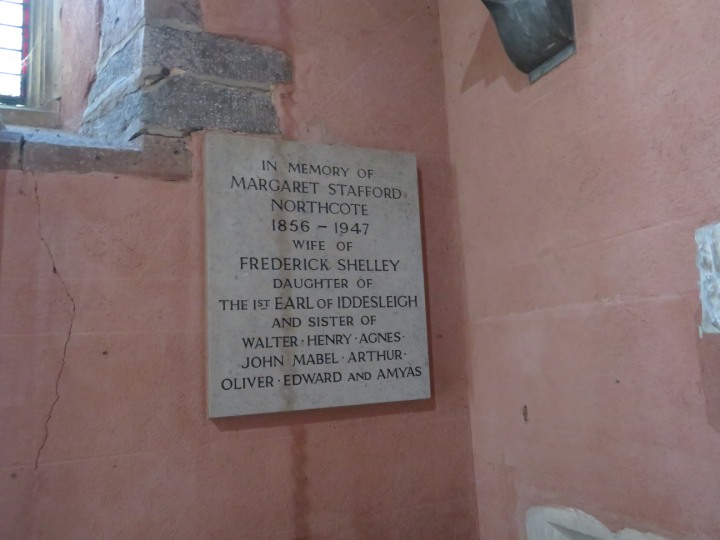 IN MEMORY OF
MARGARET STAFFORD
NORTHCOTE
1856 – 1947
WIFE OF
FREDERICK SHELLEY
DAUGHTER OF
THE 1ST EARL OF IDDESLEIGH
AND SISTER OF
WALTER · HENRY · AGNES ·
JOHN MABEL · ARTHUR ·
OLIVER · EDWARD AND AMYAS